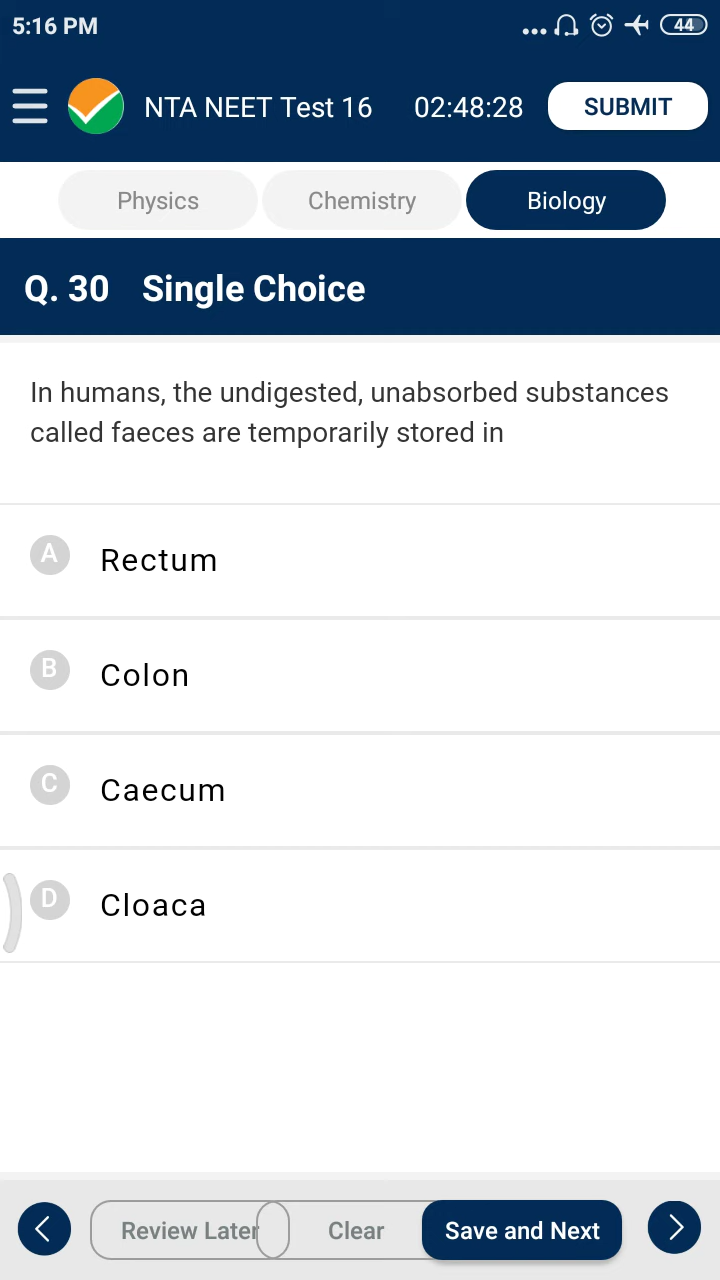 5:16 PM
44
NTA NEET Test 16
02:48:28
SUBMIT
Physics
Chemistry
Biology
Q. 30 Single Choice
In humans, the undigested, unabsorbed substances
called faeces are temporarily stored in
A Rectum
B Colon
C Caecum
D Cloaca
Review Later
Clear
Save and Next